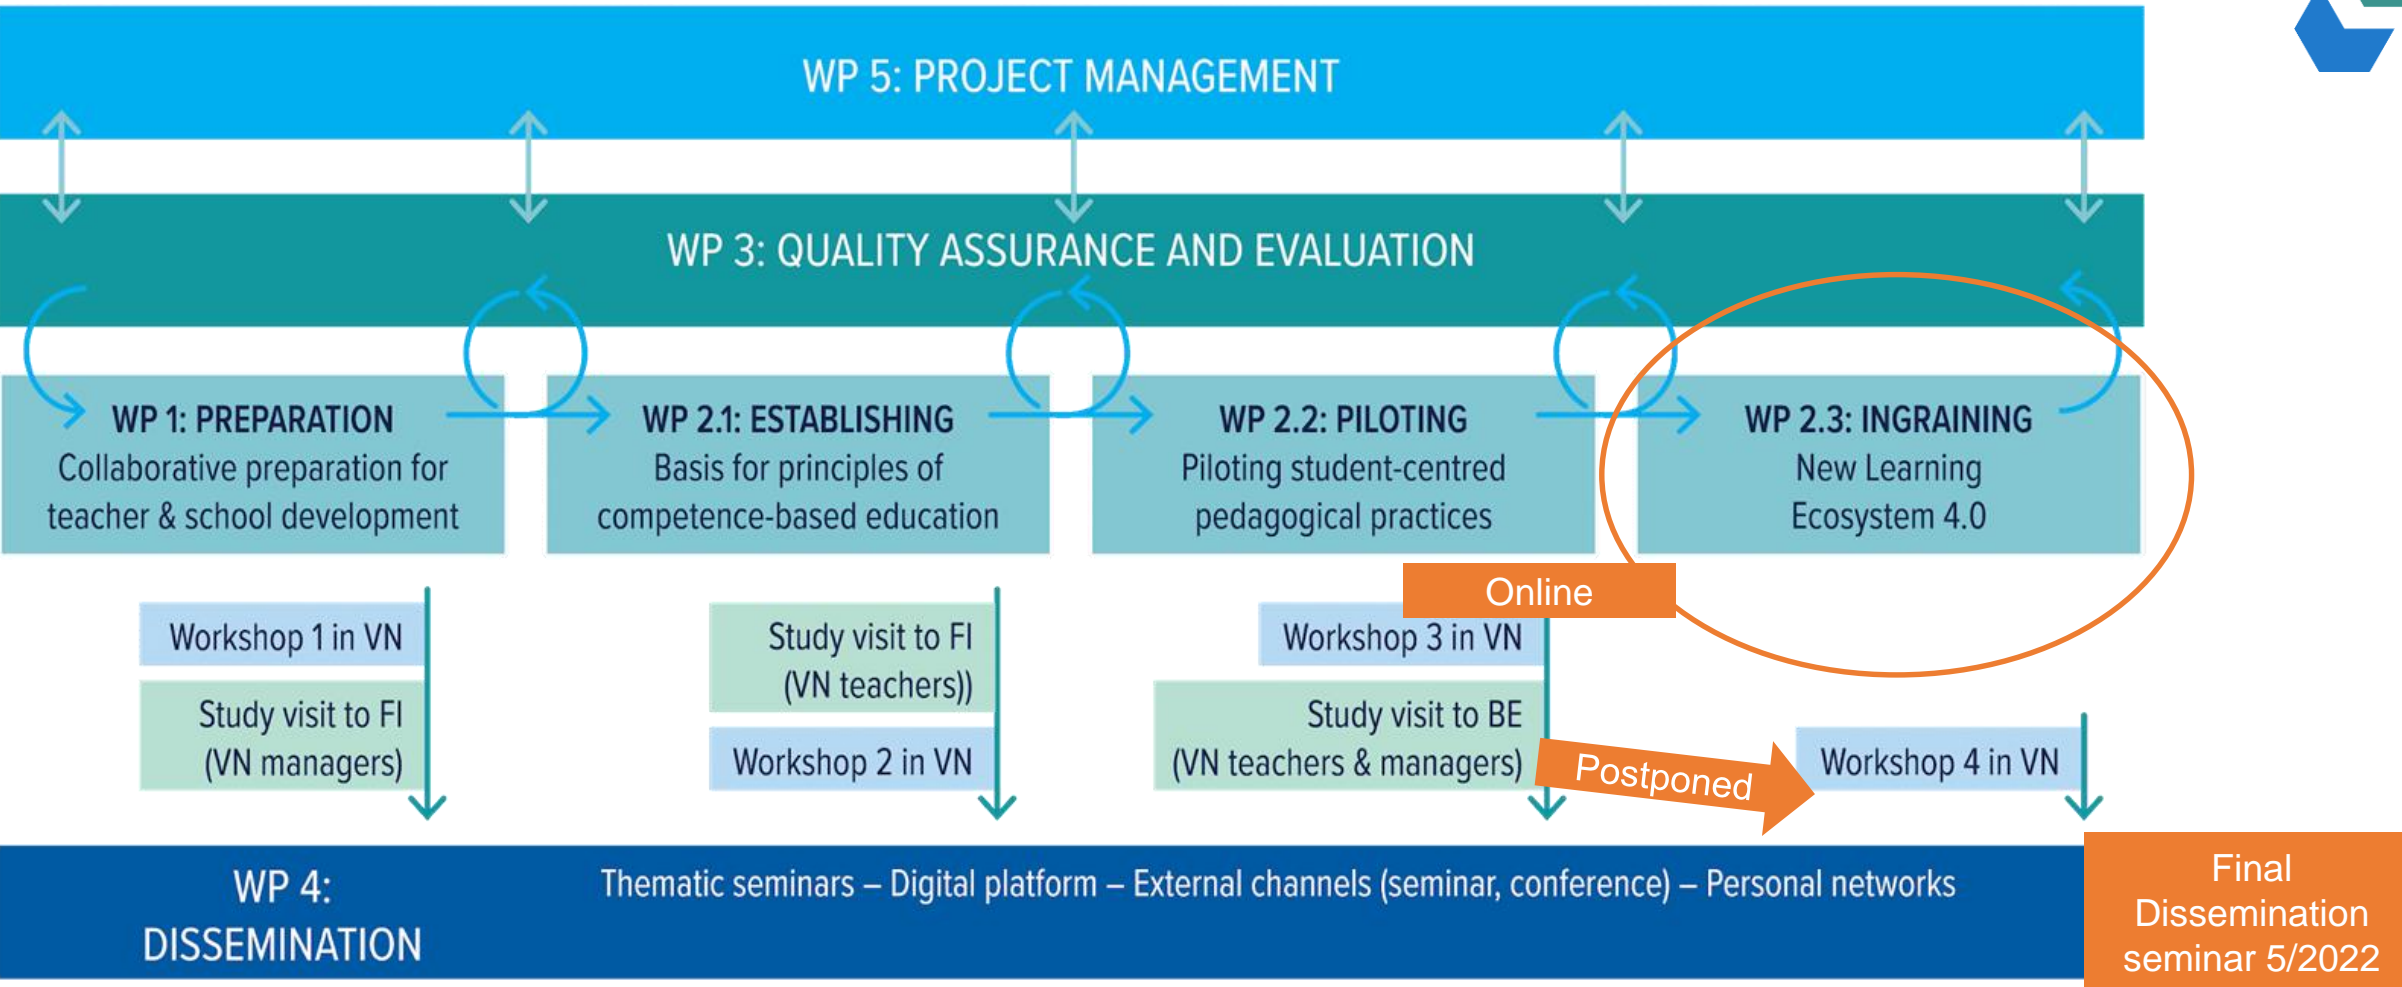 WP 5: PROJECT MANAGEMENT
WP 3: QUALITY ASSURANCE AND EVALUATION
WP 1: PREPARATION
Collaborative preparation for
teacher & school development
WP 2.1: ESTABLISHING
Basis for principles of
competence-based education
WP 2.2: PILOTING
Piloting student-centred
pedagogical practices
WP 2.3: INGRAINING
New Learning
Ecosystem 4.0
Workshop 1 in VN
Study visit to FI
(VN managers)
Study visit to FI
(VN teachers))
Workshop 2 in VN
Online
Workshop 3 in VN
Study visit to BE
(VN teachers & managers)
Postponed
Workshop 4 in VN
WP 4:
DISSEMINATION
Thematic seminars – Digital platform – External channels (seminar, conference) – Personal networks
Final
Dissemination
seminar 5/2022